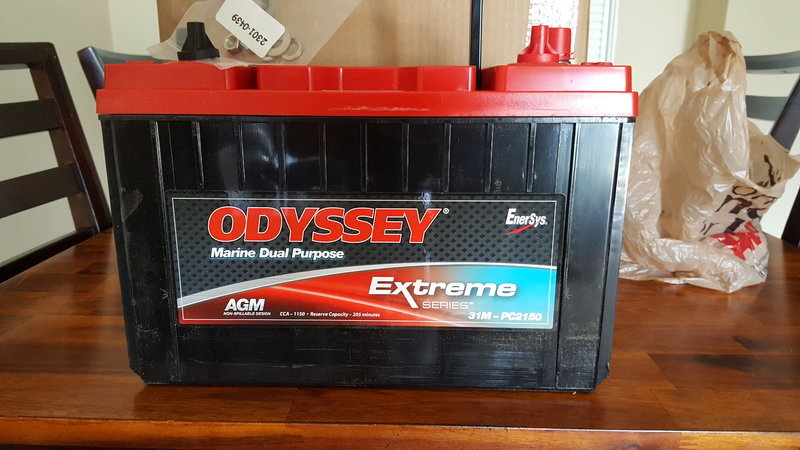 2301-0439
ODYSSEY®
EnerSys.
Marine Dual Purpose
Extreme
SERIES™
AGM
NON-SPILLABLE DESIGN
CCA - 1150 • Reserve Capacity - 205 minutes
31M - PC2150